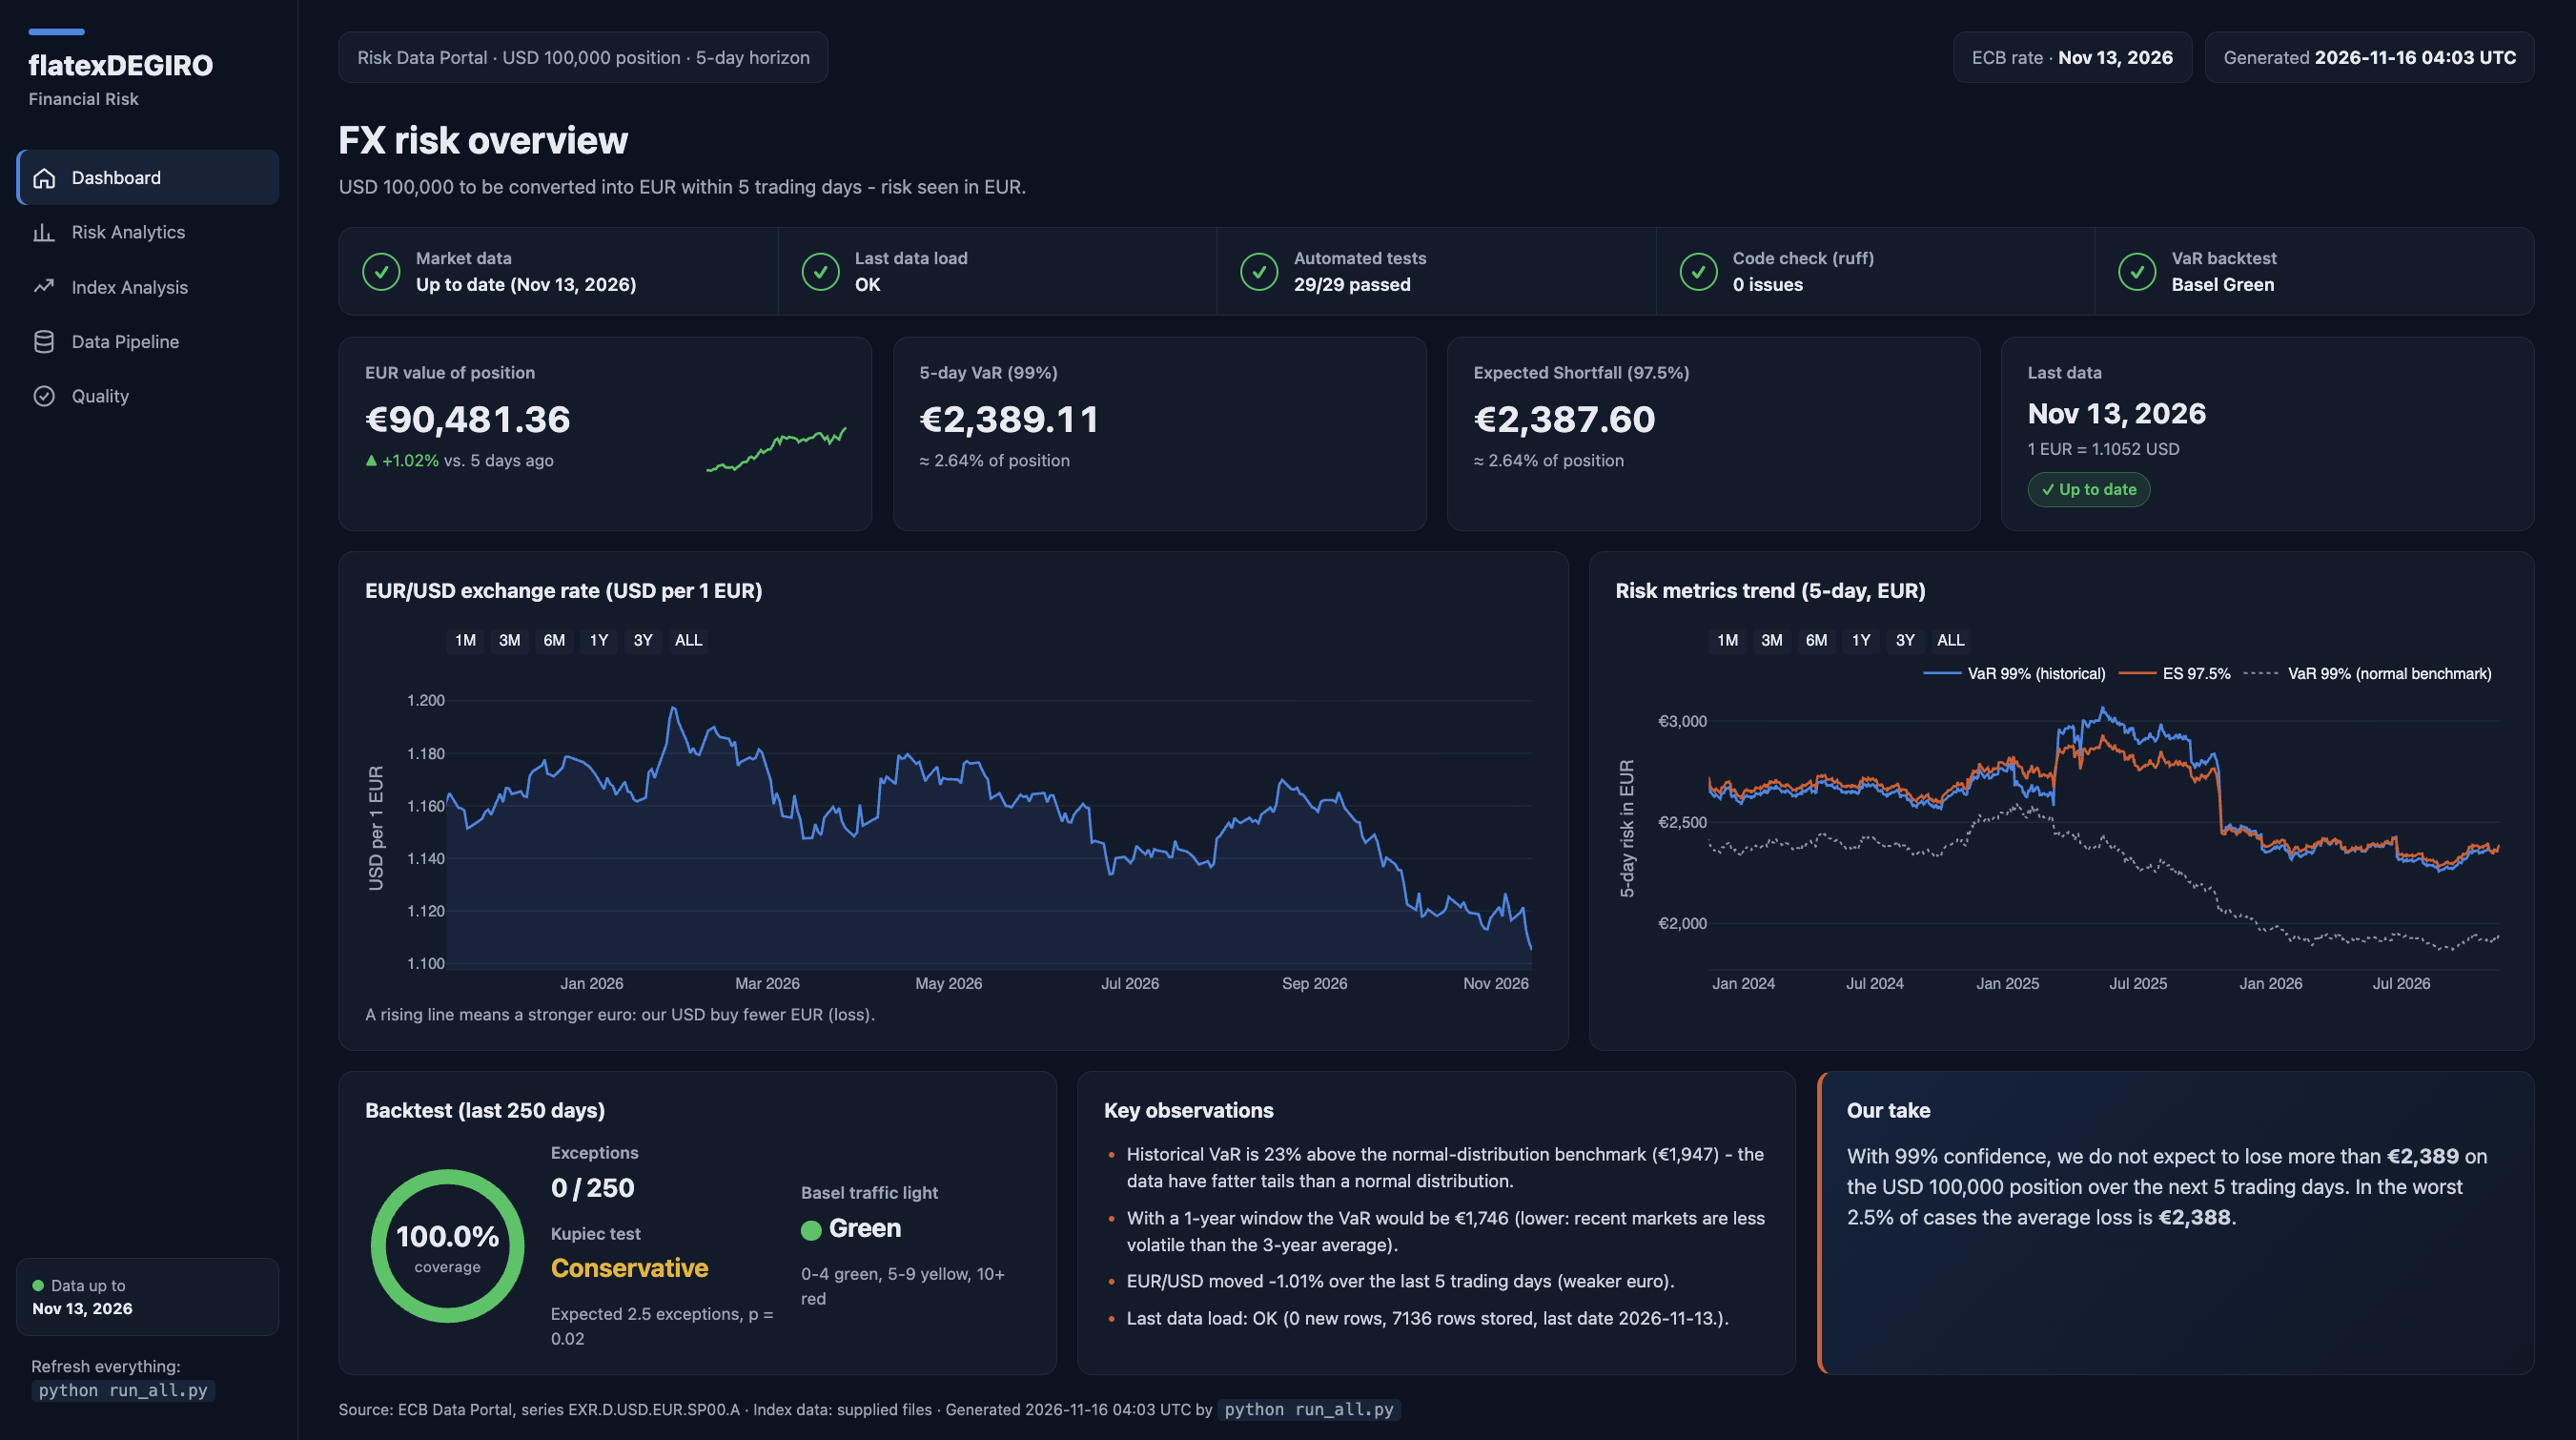 flatexDEGIRO
Financial Risk
Dashboard
Risk Analytics
Index Analysis
Data Pipeline
Quality
Data up to
Nov 13, 2026
Refresh everything:
python run_all.py
Risk Data Portal · USD 100,000 position · 5-day horizon
ECB rate · Nov 13, 2026
Generated 2026-11-16 04:03 UTC
FX risk overview
USD 100,000 to be converted into EUR within 5 trading days - risk seen in EUR.
Market data
Up to date (Nov 13, 2026)
Last data load
OK
Automated tests
29/29 passed
Code check (ruff)
0 issues
VaR backtest
Basel Green
EUR value of position
€90,481.36
▲ +1.02% vs. 5 days ago
5-day VaR (99%)
€2,389.11
≈ 2.64% of position
Expected Shortfall (97.5%)
€2,387.60
≈ 2.64% of position
Last data
Nov 13, 2026
1 EUR = 1.1052 USD
✓ Up to date
EUR/USD exchange rate (USD per 1 EUR)
1M 3M 6M 1Y 3Y ALL
USD per 1 EUR
1.200
1.180
1.160
1.140
1.120
1.100
Jan 2026 Mar 2026 May 2026 Jul 2026 Sep 2026 Nov 2026
A rising line means a stronger euro: our USD buy fewer EUR (loss).
Risk metrics trend (5-day, EUR)
1M 3M 6M 1Y 3Y ALL
VaR 99% (historical) ES 97.5% VaR 99% (normal benchmark)
5-day risk in EUR
€3,000
€2,500
€2,000
Jan 2024 Jul 2024 Jan 2025 Jul 2025 Jan 2026 Jul 2026
Backtest (last 250 days)
100.0%
coverage
Exceptions
0 / 250
Kupiec test
Conservative
Expected 2.5 exceptions, p =
0.02
Basel traffic light
Green
0-4 green, 5-9 yellow, 10+
red
Key observations
• Historical VaR is 23% above the normal-distribution benchmark (€1,947) - the
data have fatter tails than a normal distribution.
• With a 1-year window the VaR would be €1,746 (lower: recent markets are less
volatile than the 3-year average).
• EUR/USD moved -1.01% over the last 5 trading days (weaker euro).
• Last data load: OK (0 new rows, 7136 rows stored, last date 2026-11-13.).
Our take
With 99% confidence, we do not expect to lose more than €2,389 on
the USD 100,000 position over the next 5 trading days. In the worst
2.5% of cases the average loss is €2,388.
Source: ECB Data Portal, series EXR.D.USD.EUR.SP00.A · Index data: supplied files · Generated 2026-11-16 04:03 UTC by python run_all.py